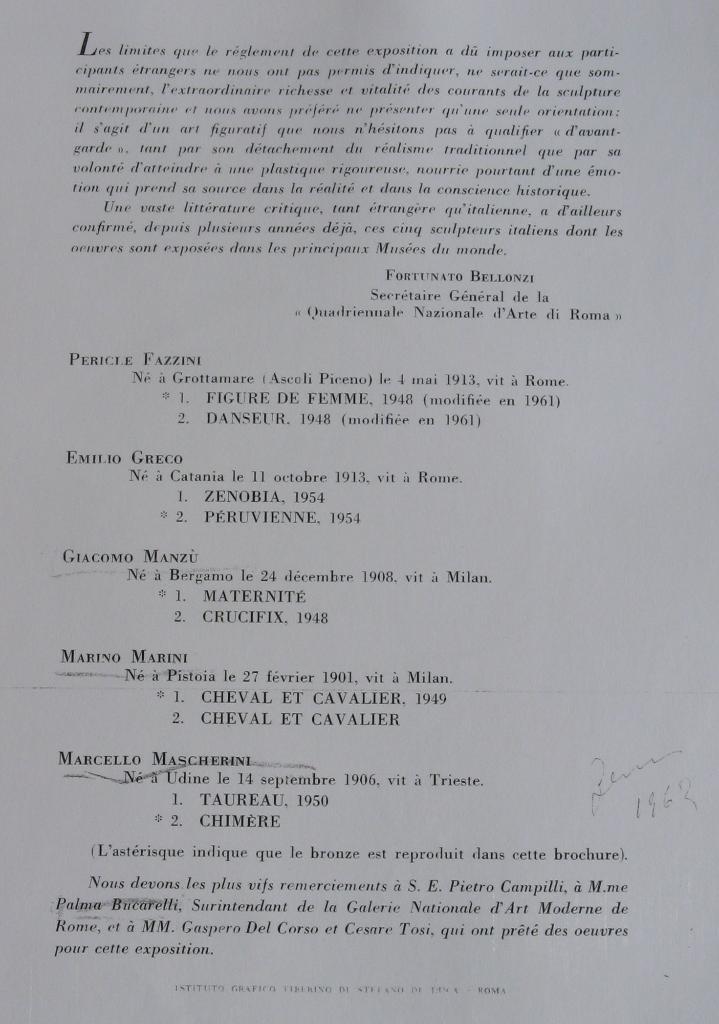 Les limites que le réglement de cette exposition a dû imposer aux parti-
cipants étrangers ne nous ont pas permis d'indiquer, ne serait-ce que som-
mairement, l'extraordinaire richesse et vitalité des courants de la sculpture
contemporaine et nous avons préféré ne présenter qu'une seule orientation:
il s'agit d'un art figuratif que nous n'hésitons pas à qualifier « d'avant-
garde », tant par son détachement du réalisme traditionnel que par sa
volonté d'atteindre à une plastique rigoureuse, nourrie pourtant d'une émo-
tion qui prend sa source dans la réalité et dans la conscience historique.
Une vaste littérature critique, tant étrangère qu'italienne, a d'ailleurs
confirmé, depuis plusieurs années déjà, ces cinq sculpteurs italiens dont les
oeuvres sont exposées dans les principaux Musées du monde.
Fortunato Bellonzi
Secrétaire Général de la
« Quadriennale Nazionale d'Arte di Roma »
Pericle Fazzini
Né à Grottamare (Ascoli Piceno) le 4 mai 1913, vit à Rome.
* 1. FIGURE DE FEMME, 1948 (modifiée en 1961)
2. DANSEUR, 1948 (modifiée en 1961)
Emilio Greco
Né à Catania le 11 octobre 1913, vit à Rome.
1. ZENOBIA, 1954
* 2. PÉRUVIENNE, 1954
Giacomo Manzù
Né à Bergamo le 24 décembre 1908, vit à Milan.
* 1. MATERNITÉ
2. CRUCIFIX, 1948
Marino Marini
Né à Pistoia le 27 février 1901, vit à Milan.
* 1. CHEVAL ET CAVALIER, 1949
2. CHEVAL ET CAVALIER
Marcello Mascherini
Né à Udine le 14 septembre 1906, vit à Trieste.
1. TAUREAU, 1950
* 2. CHIMÈRE
1962
(L'astérisque indique que le bronze est reproduit dans cette brochure).
Nous devons les plus vifs remerciements à S. E. Pietro Campilli, à M.me
Palma Bucarelli, Surintendant de la Galerie Nationale d'Art Moderne de
Rome, et à MM. Gaspero Del Corso et Cesare Tosi, qui ont prêté des oeuvres
pour cette exposition.
ISTITUTO GRAFICO TIBERINO DI STEFANO DE LUCA - ROMA